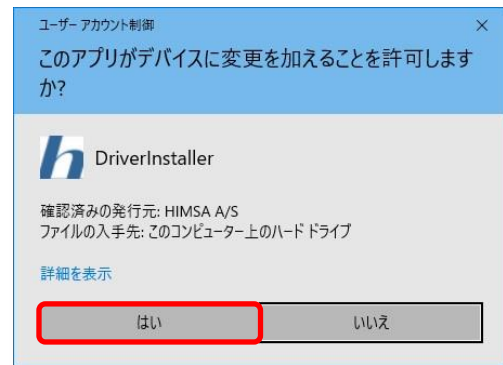 ユーザー アカウント制御
このアプリがデバイスに変更を加えることを許可します
か?
DriverInstaller
確認済みの発行元: HIMSA A/S
ファイルの入手先: このコンピューター上のハード ドライブ
詳細を表示
はい
いいえ